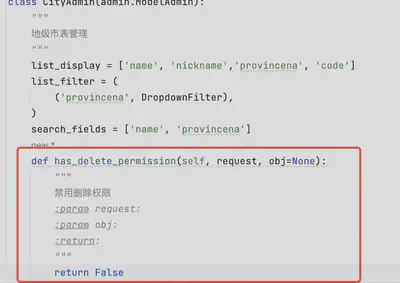 class CityAdmin(admin.ModelAdmin):
"""
地级市表管理
"""
list_display = ['name', 'nickname','provincena', 'code']
list_filter = (
('provincena', DropdownFilter),
)
search_fields = ['name', 'provincena']
new *
def has_delete_permission(self, request, obj=None):
"""
禁用删除权限
:param request:
:param obj:
:return:
"""
return False